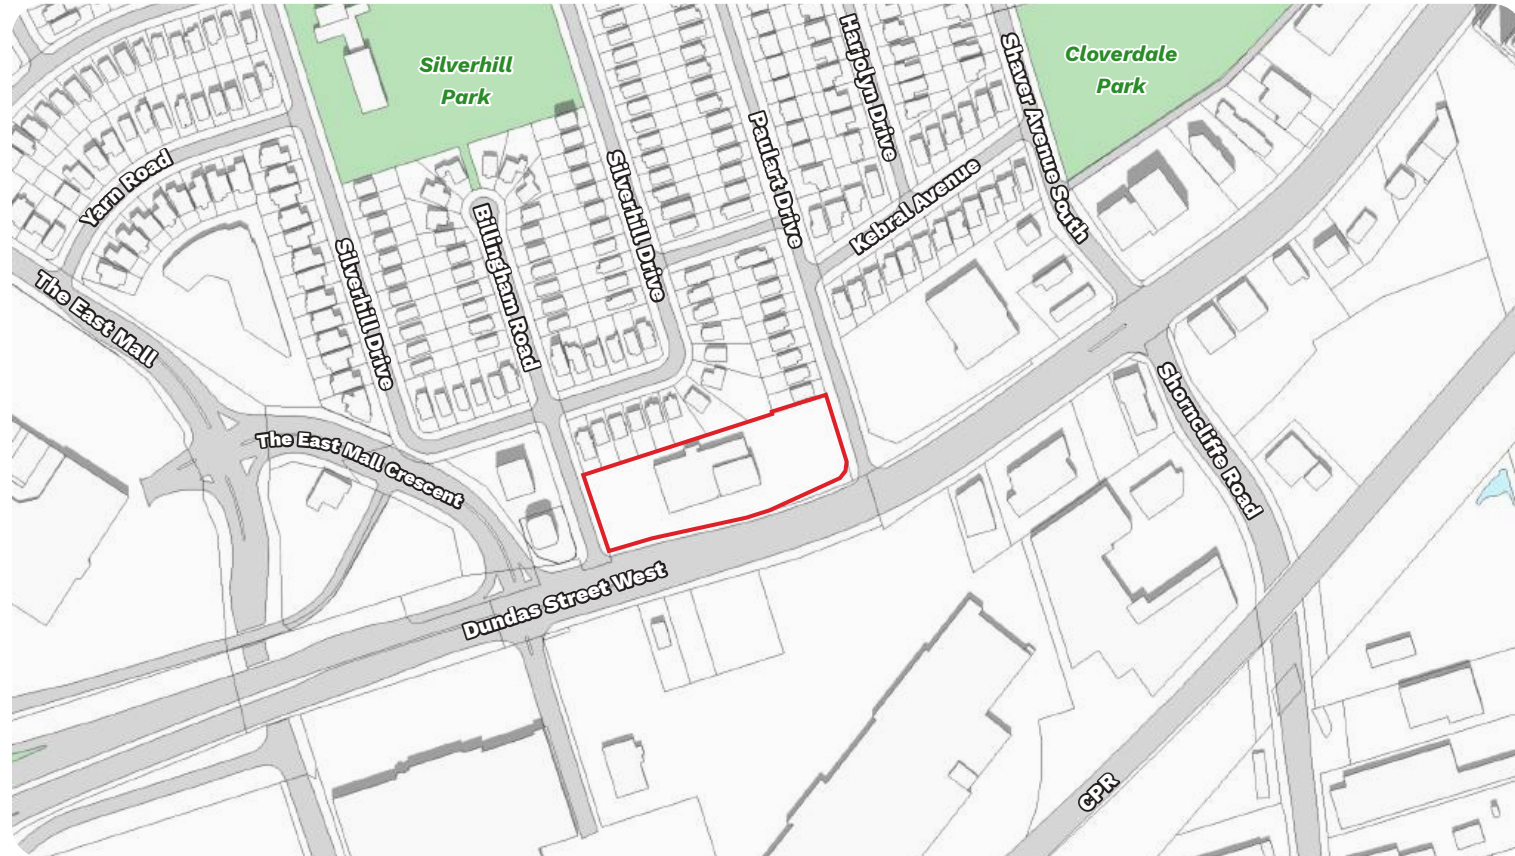 Silverhill
Park
Cloverdale
Park
Harjolyn Drive
Shaver Avenue South
Paulart Drive
Yarn Road
Silverhill Drive
Kebral Avenue
Billingham Road
Silverhill Drive
The East Mall
The East Mall Crescent
Shorncliffe Road
Dundas Street West
CPR